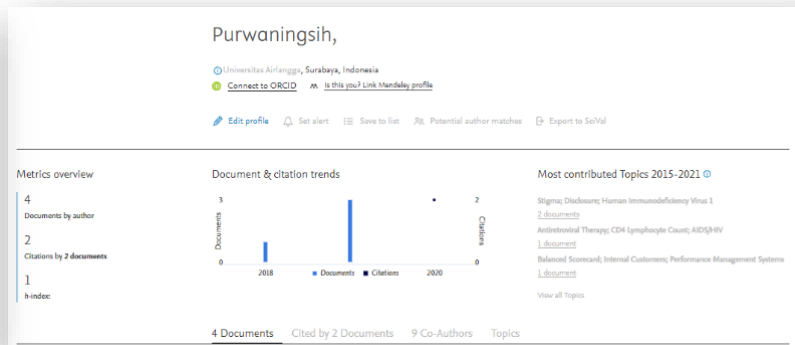 Purwaningsih,
Universitas Airlangga, Surabaya, Indonesia
Connect to ORCID Is this you? Link Mendeley profile
Edit profile Set alert Save to list Potential author matches Export to SciVal
Metrics overview
4
Documents by author
2
Citations by 2 documents
1
h-index:
Document & citation trends
3
2
Documents
Citations
0
0
2018
2020
Documents Citations
Most contributed Topics 2015-2021
Stigma; Disclosure; Human Immunodeficiency Virus 1
2 documents
Antiretroviral Therapy; CD4 Lymphocyte Count; AIDS/HIV
1 document
Balanced Scorecard; Internal Customers; Performance Management Systems
1 document
View all Topics
4 Documents Cited by 2 Documents 9 Co-Authors Topics